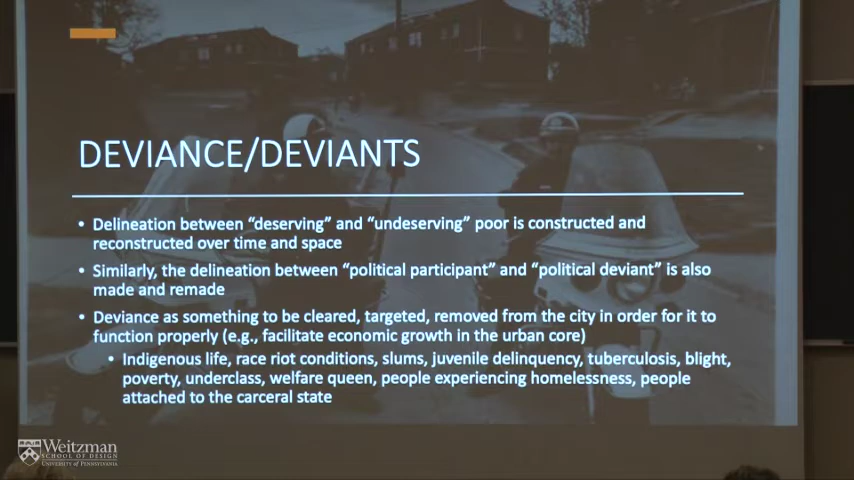 DEVIANCE/DEVIANTS
• Delineation between “deserving” and “undeserving” poor is constructed and
reconstructed over time and space
• Similarly, the delineation between “political participant” and “political deviant” is also
made and remade
• Deviance as something to be cleared, targeted, removed from the city in order for it to
function properly (e.g., facilitate economic growth in the urban core)
• Indigenous life, race riot conditions, slums, juvenile delinquency, tuberculosis, blight,
poverty, underclass, welfare queen, people experiencing homelessness, people
attached to the carceral state
Weitzman
SCHOOL OF DESIGN
UNIVERSITY OF PENNSYLVANIA